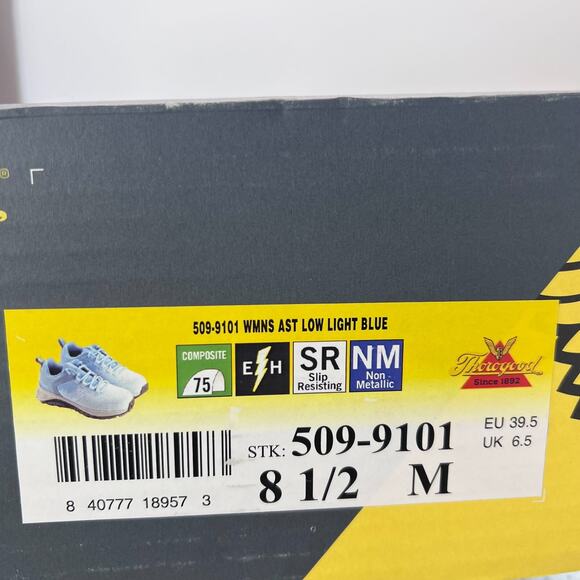 ®
509-9101 WMNS AST LOW LIGHT BLUE
COMPOSITE
75
EH
SR
Slip
Resisting
NM
Non
Metallic
Thorogood
Since 1892
STK: 509-9101
EU 39.5
UK 6.5
8 1/2 M
8 40777 18957 3